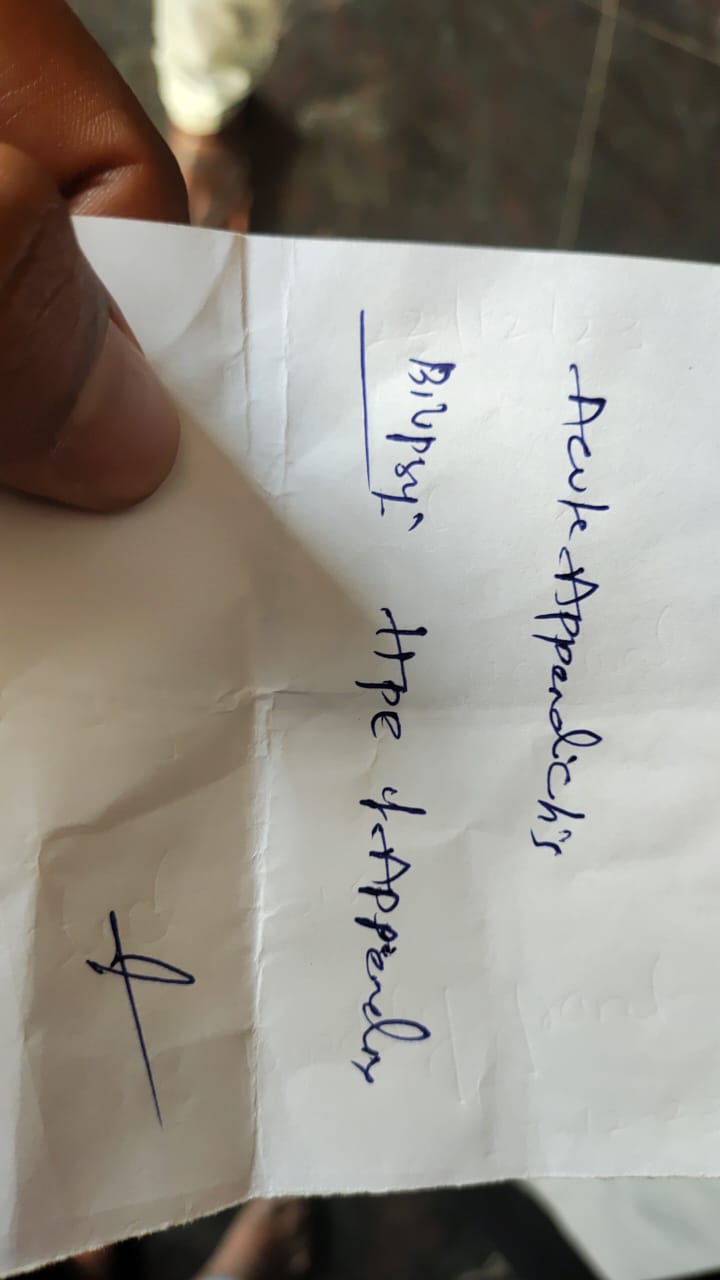 Acute Appendicitis
Biopsy: HPE of Appendix